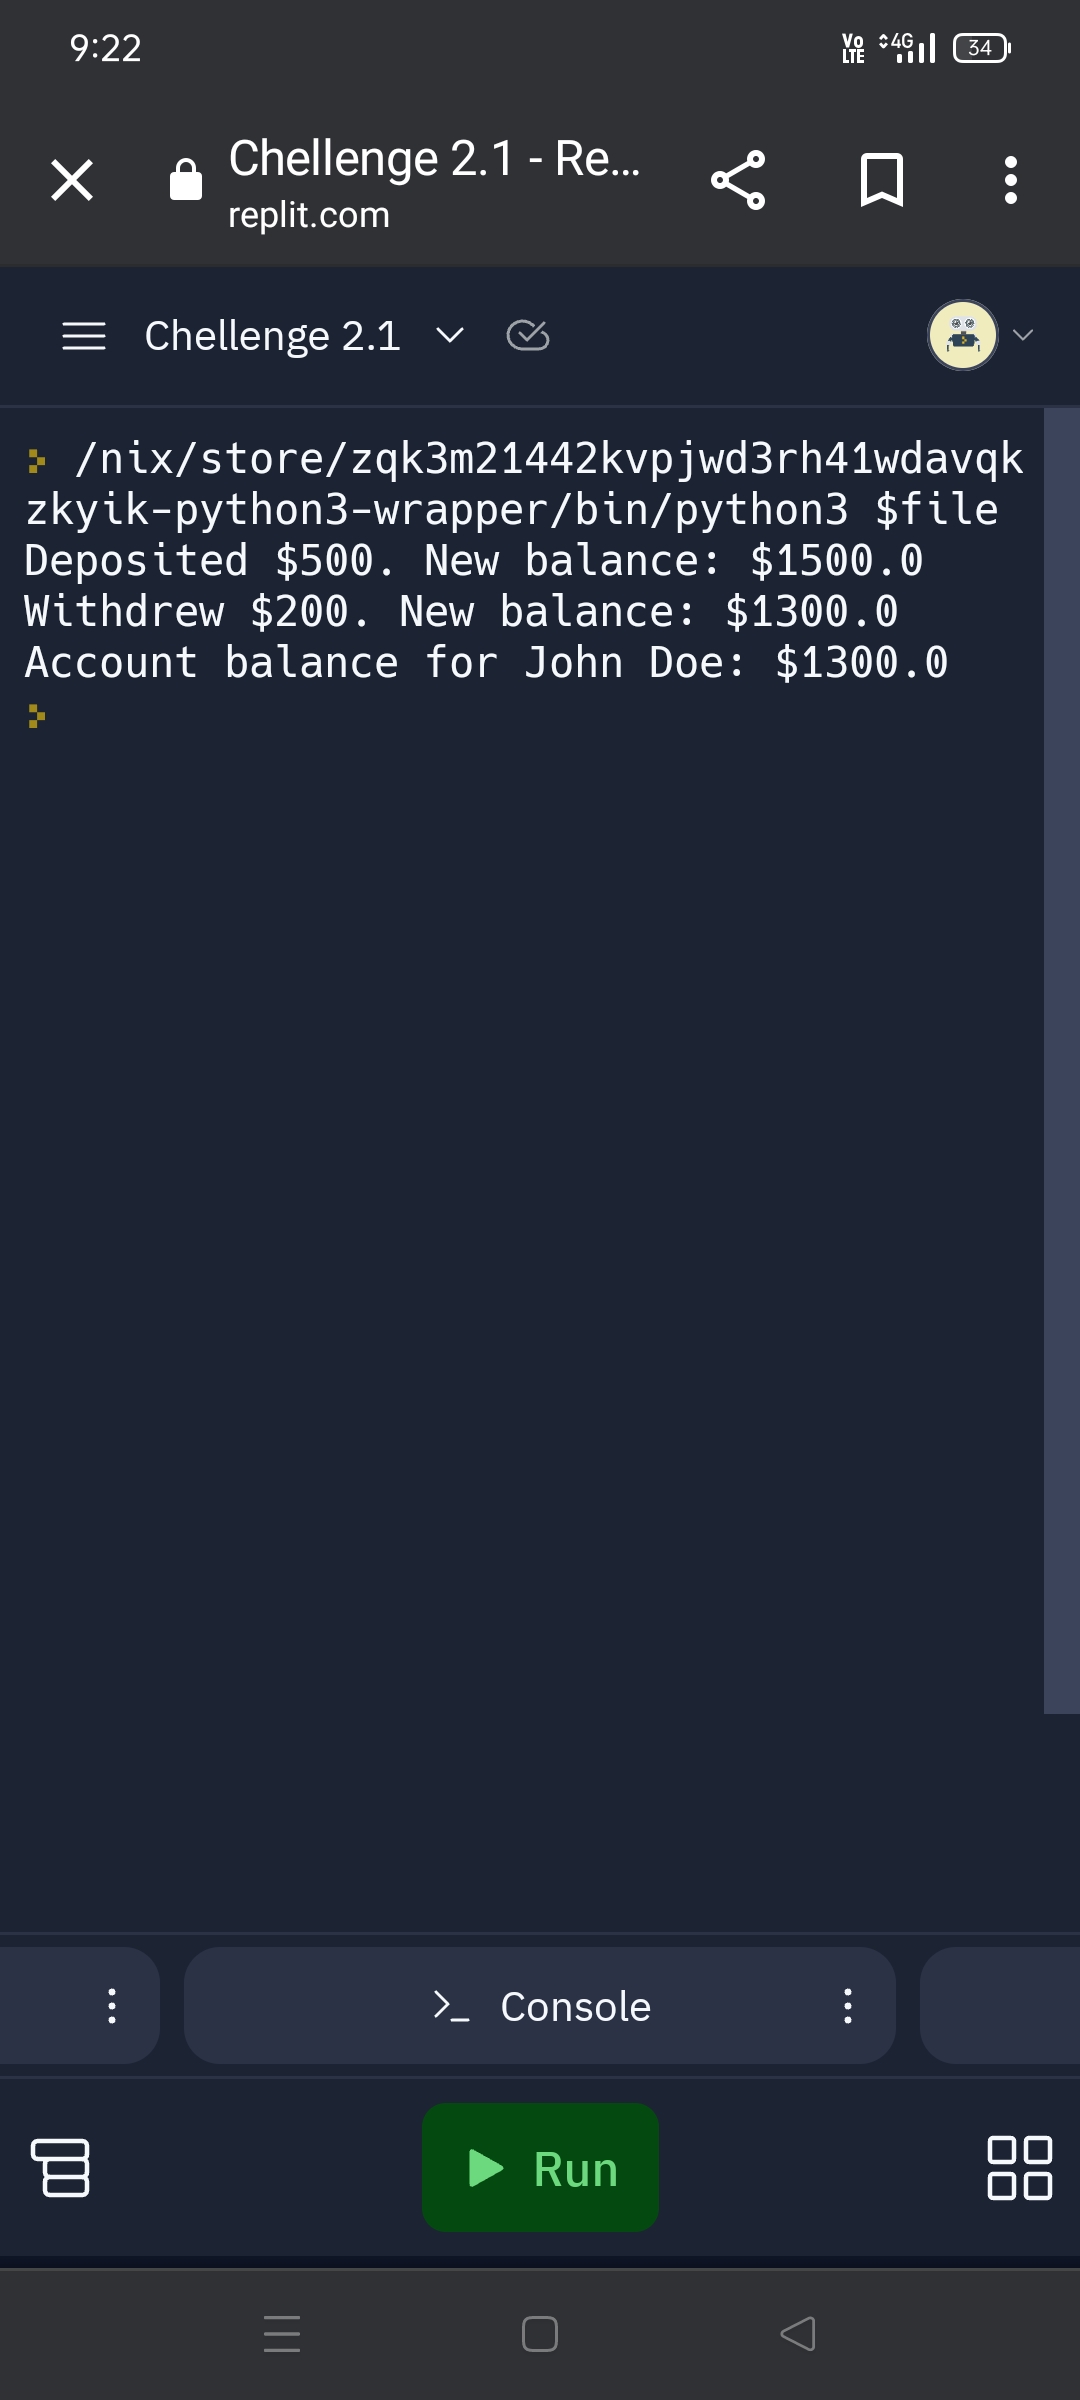 9:22
Vo LTE 4G 34
Chellenge 2.1 - Re...
replit.com
Chellenge 2.1
/nix/store/zqk3m21442kvpjwd3rh41wdavqk
zkyik-python3-wrapper/bin/python3 $file
Deposited $500. New balance: $1500.0
Withdrew $200. New balance: $1300.0
Account balance for John Doe: $1300.0
Console
Run